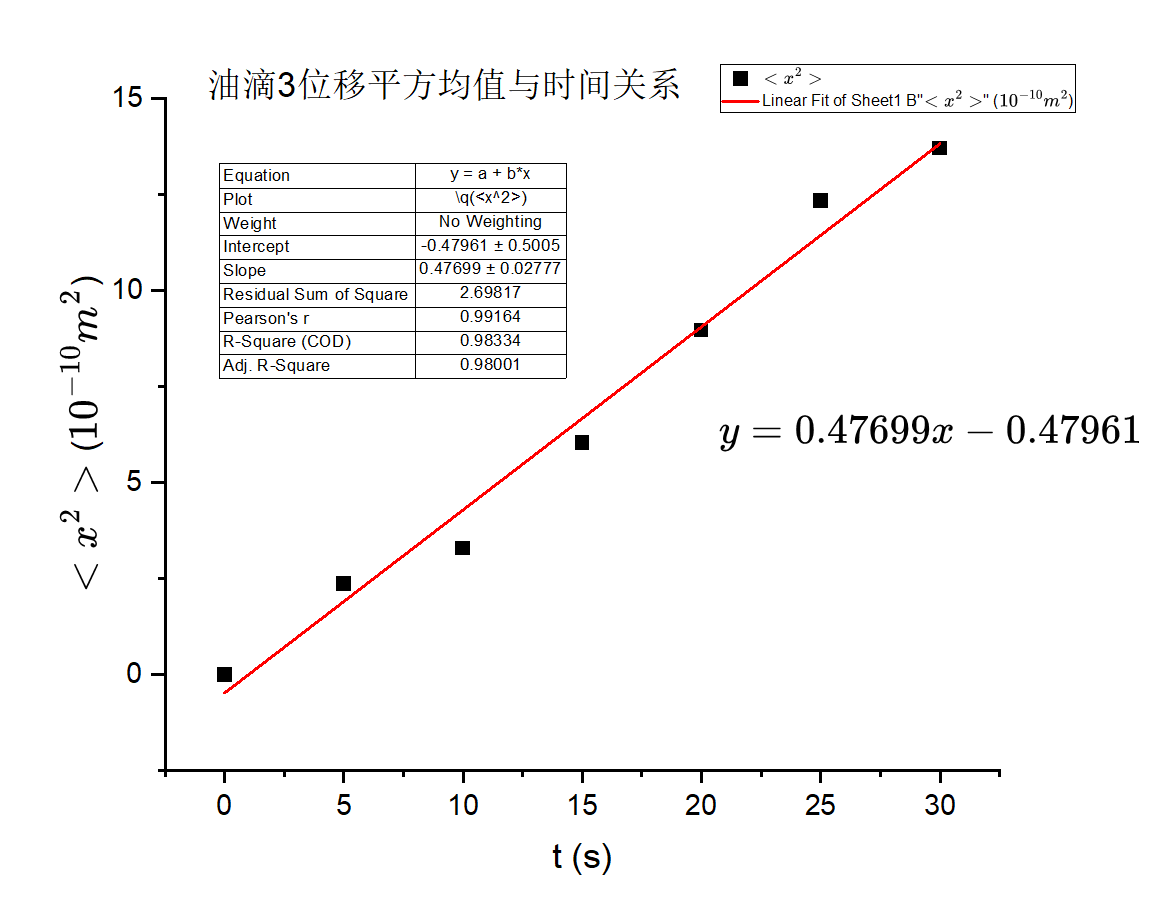 油滴3位移平方均值与时间关系
< x² >
Linear Fit of Sheet1 B"< x² >" (10⁻¹⁰m²)
Equation y = a + b*x
Plot \q(<x^2>)
Weight No Weighting
Intercept -0.47961 ± 0.5005
Slope 0.47699 ± 0.02777
Residual Sum of Square 2.69817
Pearson's r 0.99164
R-Square (COD) 0.98334
Adj. R-Square 0.98001
y = 0.47699x − 0.47961
< x² > (10⁻¹⁰m²)
15
10
5
0
0 5 10 15 20 25 30
t (s)